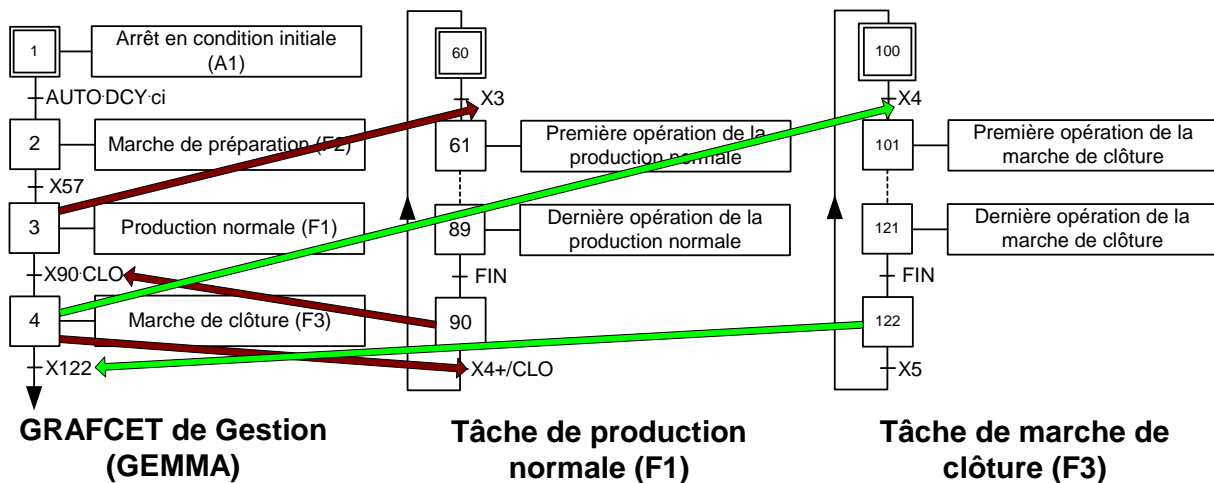 1
Arrêt en condition initiale
(A1)
AUTO·DCY·ci
2
Marche de préparation (F2)
X57
3
Production normale (F1)
X90·CLO
4
Marche de clôture (F3)
X122
GRAFCET de Gestion
(GEMMA)
60
X3
61
Première opération de la
production normale
89
Dernière opération de la
production normale
FIN
90
X4+/CLO
Tâche de production
normale (F1)
100
X4
101
Première opération de la
marche de clôture
121
Dernière opération de la
marche de clôture
FIN
122
X5
Tâche de marche de
clôture (F3)